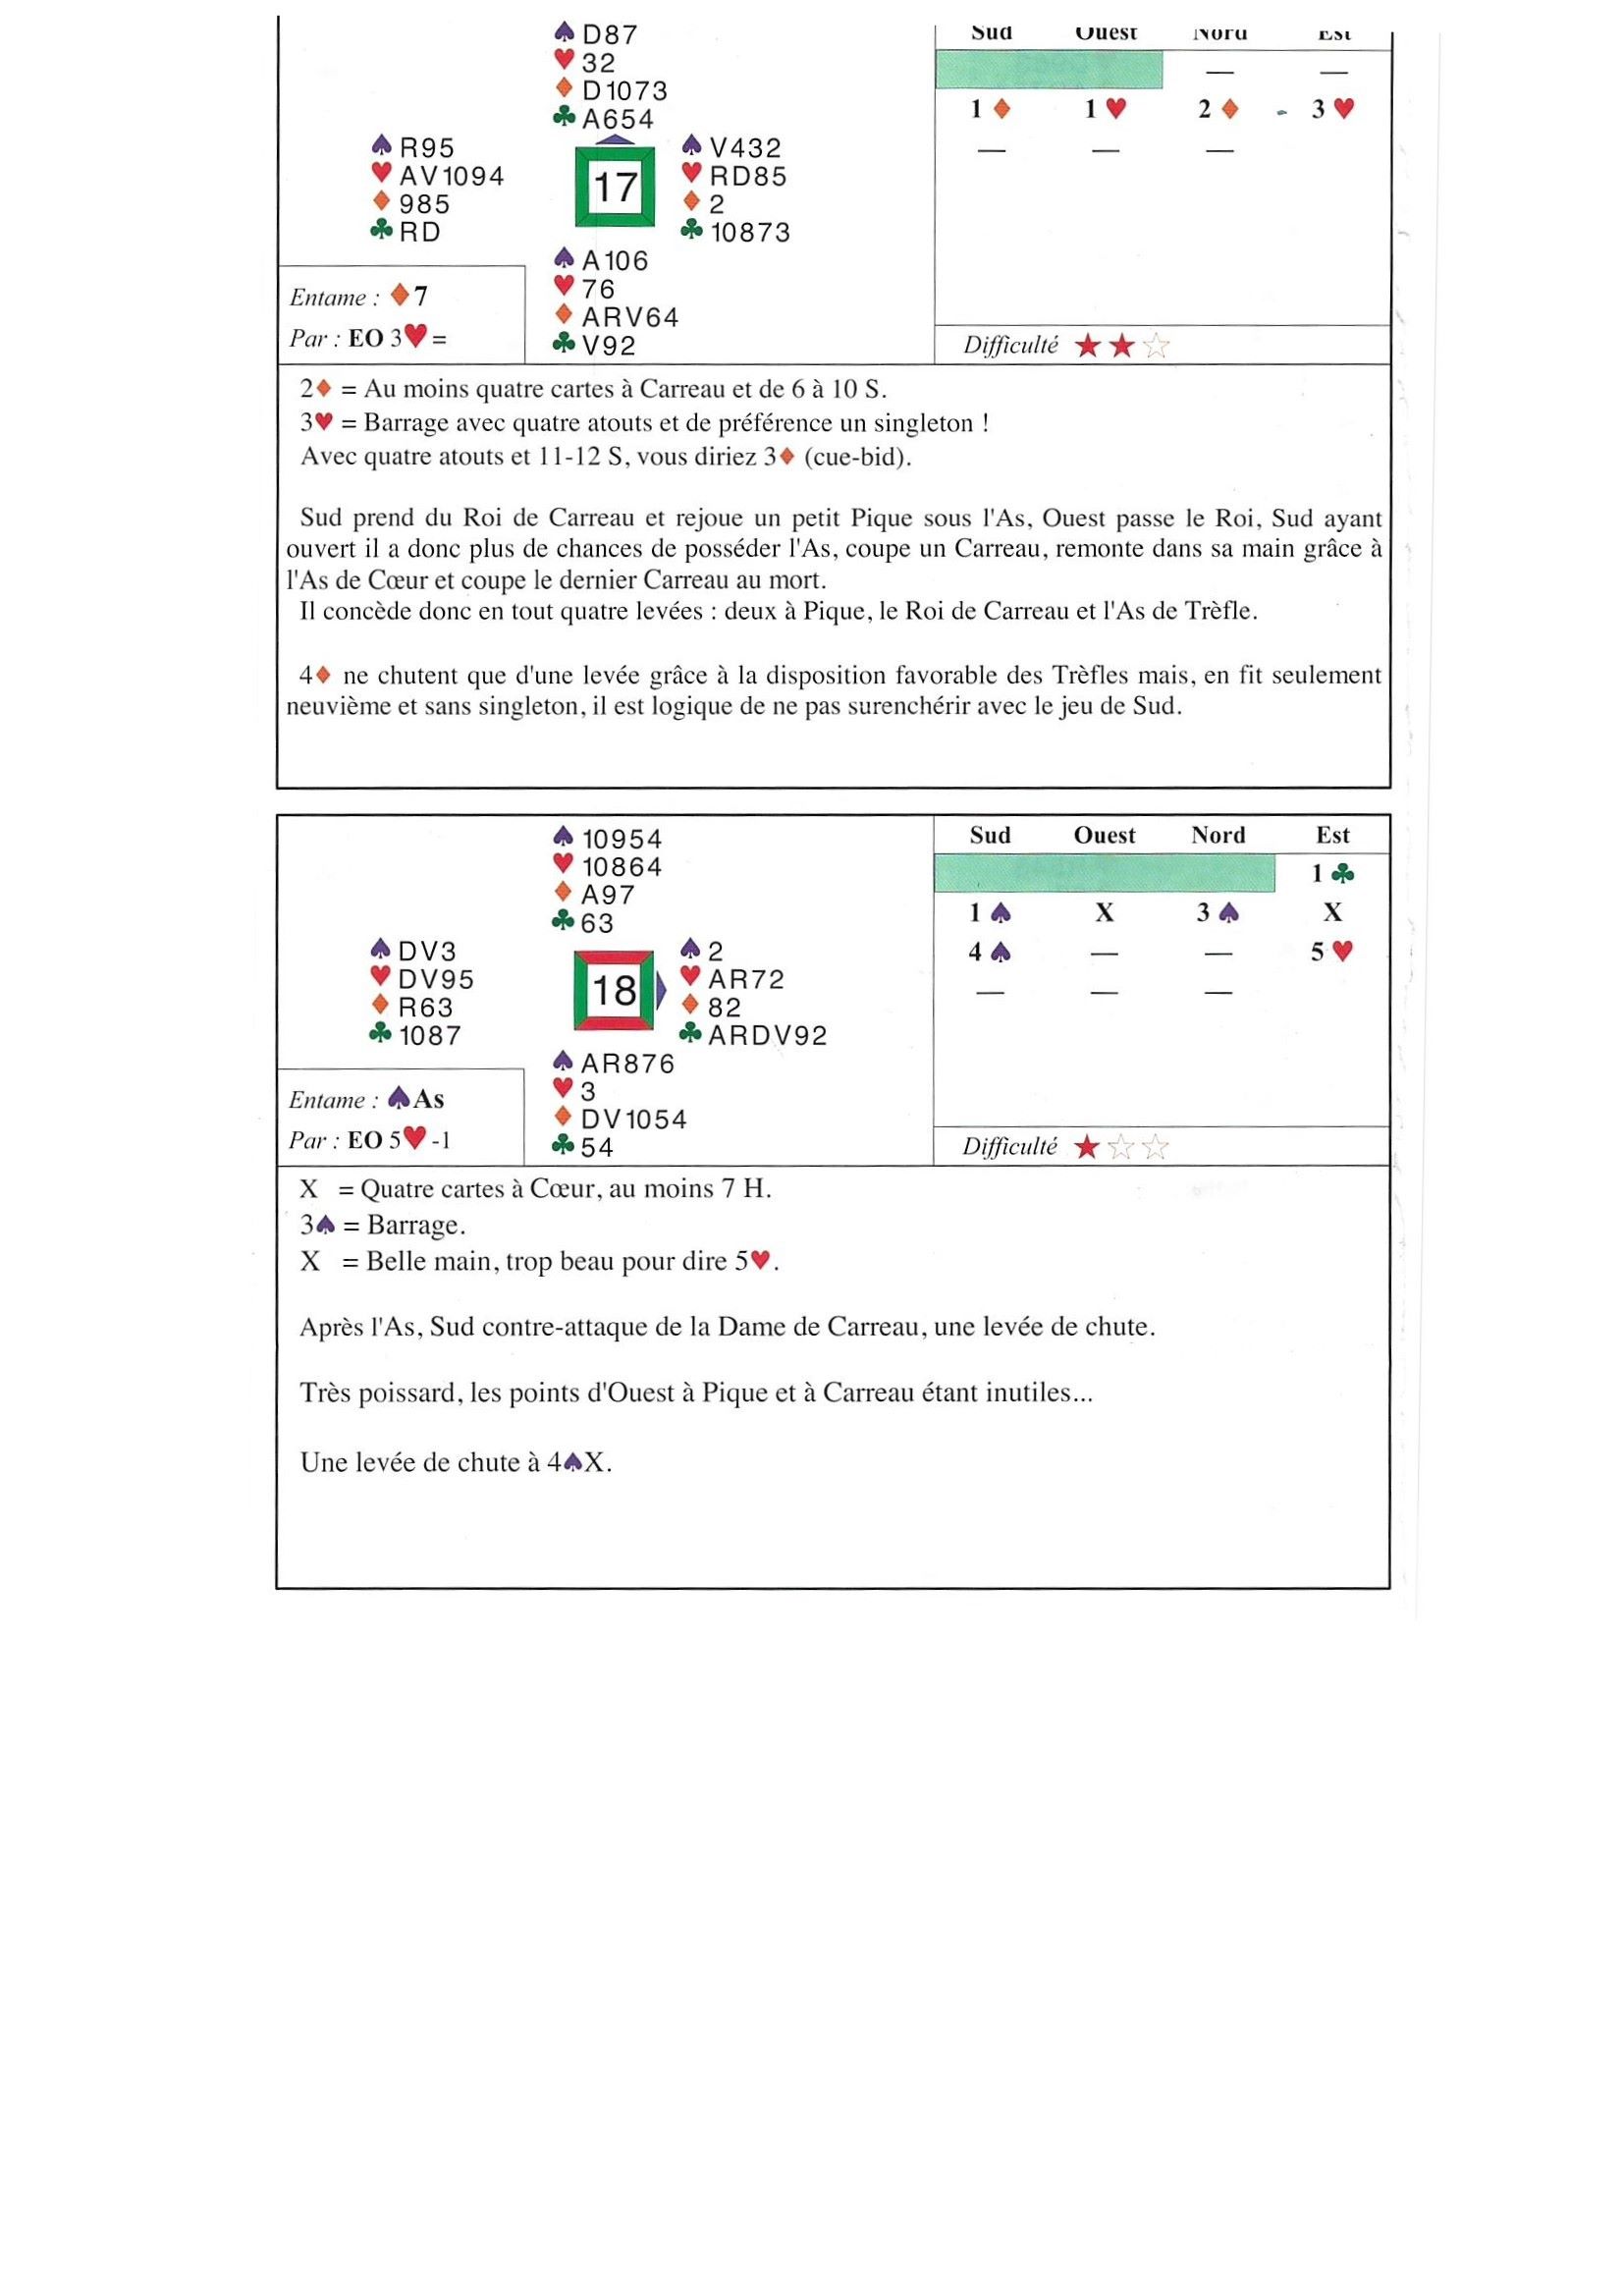 ♠ D87
♥ 32
♦ D1073
♣ A654
♠ R95
♥ AV1094
♦ 985
♣ RD
17
♠ V432
♥ RD85
♦ 2
♣ 10873
♠ A106
♥ 76
♦ ARV64
♣ V92
Entame : ♦7
Par : EO 3♥ =
Sud Ouest Nord Est
— —
1♦ 1♥ 2♦ - 3♥
— — —
Difficulté ★★☆
2♦ = Au moins quatre cartes à Carreau et de 6 à 10 S.
3♥ = Barrage avec quatre atouts et de préférence un singleton !
Avec quatre atouts et 11-12 S, vous diriez 3♦ (cue-bid).
Sud prend du Roi de Carreau et rejoue un petit Pique sous l'As, Ouest passe le Roi, Sud ayant
ouvert il a donc plus de chances de posséder l'As, coupe un Carreau, remonte dans sa main grâce à
l'As de Cœur et coupe le dernier Carreau au mort.
Il concède donc en tout quatre levées : deux à Pique, le Roi de Carreau et l'As de Trèfle.
4♦ ne chutent que d'une levée grâce à la disposition favorable des Trèfles mais, en fit seulement
neuvième et sans singleton, il est logique de ne pas surenchérir avec le jeu de Sud.
♠ 10954
♥ 10864
♦ A97
♣ 63
♠ DV3
♥ DV95
♦ R63
♣ 1087
18
♠ 2
♥ AR72
♦ 82
♣ ARDV92
♠ AR876
♥ 3
♦ DV1054
♣ 54
Entame : ♠As
Par : EO 5♥ -1
Sud Ouest Nord Est
1♣
1♠ X 3♠ X
4♠ — — 5♥
— — —
Difficulté ★☆☆
X = Quatre cartes à Cœur, au moins 7 H.
3♠ = Barrage.
X = Belle main, trop beau pour dire 5♥.
Après l'As, Sud contre-attaque de la Dame de Carreau, une levée de chute.
Très poissard, les points d'Ouest à Pique et à Carreau étant inutiles...
Une levée de chute à 4♠X.